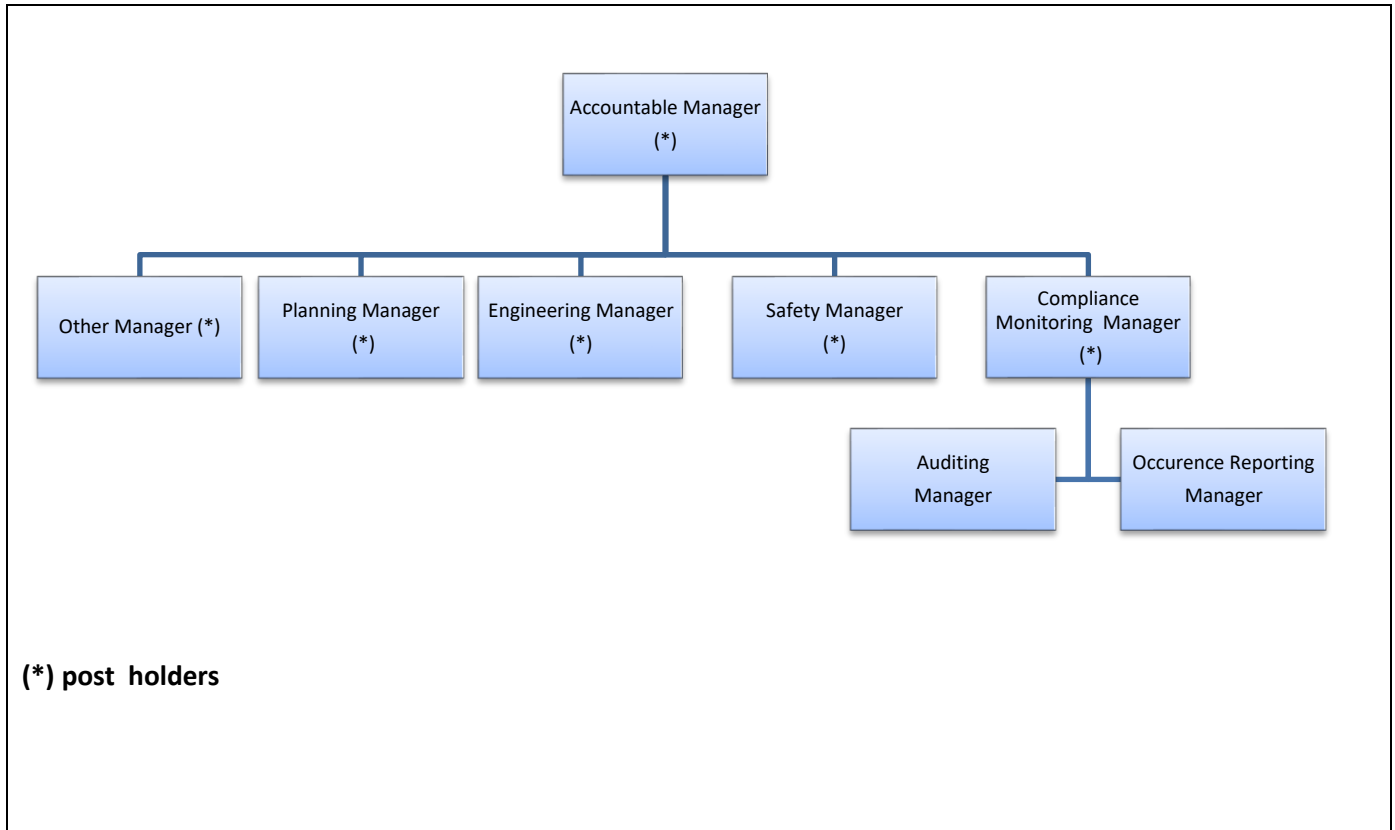 Accountable Manager
(*)
Other Manager (*)
Planning Manager
(*)
Engineering Manager
(*)
Safety Manager
(*)
Compliance
Monitoring  Manager
(*)
Auditing
Manager
Occurence Reporting
Manager
(*) post  holders